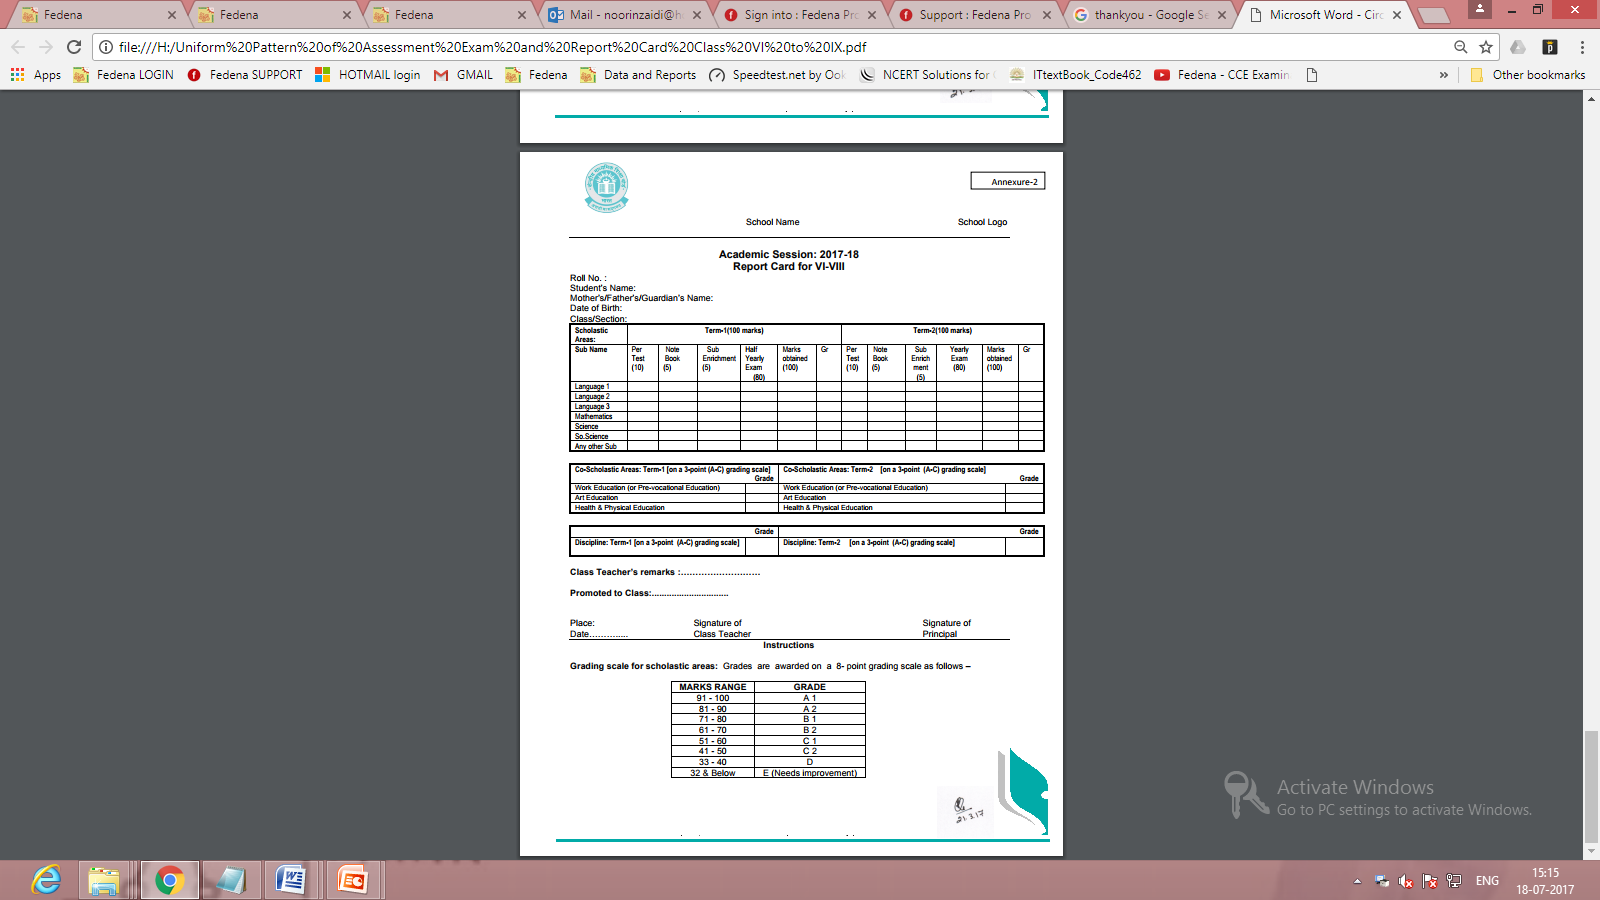 Fedena
Fedena
Fedena
Mail - noorinzaidi@h
Sign into : Fedena Pro
Support : Fedena Pro
thankyou - Google Se
Microsoft Word - Circ
file:///H:/Uniform%20Pattern%20of%20Assessment%20Exam%20and%20Report%20Card%20Class%20VI%20to%20IX.pdf
Apps
Fedena LOGIN
Fedena SUPPORT
HOTMAIL login
GMAIL
Fedena
Data and Reports
Speedtest.net by Ook
NCERT Solutions for
ITtextBook_Code462
Fedena - CCE Examin
Other bookmarks
Annexure-2
School Name School Logo
Academic Session: 2017-18
Report Card for VI-VIII
Roll No. :
Student's Name:
Mother's/Father's/Guardian's Name:
Date of Birth:
Class/Section:
Scholastic Areas: Term-1(100 marks) Term-2(100 marks)
Sub Name Per Test (10) Note Book (5) Sub Enrichment (5) Half Yearly Exam (80) Marks obtained (100) Gr Per Test (10) Note Book (5) Sub Enrich ment (5) Yearly Exam (80) Marks obtained (100) Gr
Language 1
Language 2
Language 3
Mathematics
Science
So.Science
Any other Sub
Co-Scholastic Areas: Term-1 [on a 3-point (A-C) grading scale] Grade Co-Scholastic Areas: Term-2 [on a 3-point (A-C) grading scale] Grade
Work Education (or Pre-vocational Education) Work Education (or Pre-vocational Education)
Art Education Art Education
Health & Physical Education Health & Physical Education
Grade Grade
Discipline: Term-1 [on a 3-point (A-C) grading scale] Discipline: Term-2 [on a 3-point (A-C) grading scale]
Class Teacher's remarks :...........................
Promoted to Class:...............................
Place: Signature of Signature of
Date............. Class Teacher Principal
Instructions
Grading scale for scholastic areas: Grades are awarded on a 8- point grading scale as follows –
MARKS RANGE GRADE
91 - 100 A 1
81 - 90 A 2
71 - 80 B 1
61 - 70 B 2
51 - 60 C 1
41 - 50 C 2
33 - 40 D
32 & Below E (Needs improvement)
21.3.17
Activate Windows
Go to PC settings to activate Windows.
ENG
15:15
18-07-2017